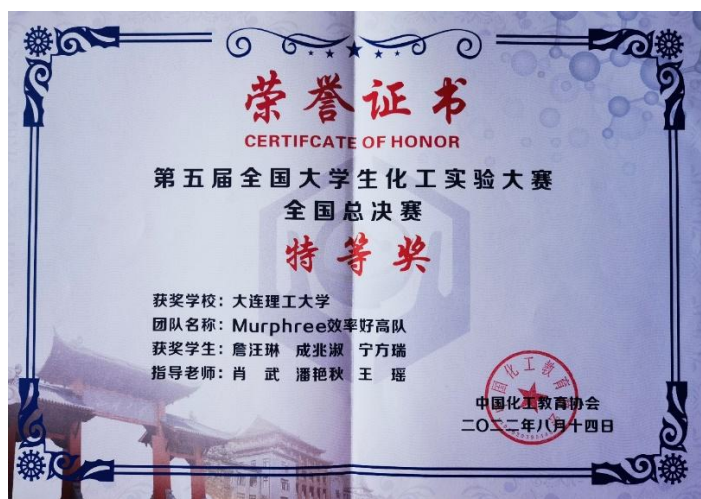 荣誉证书
CERTIFCATE OF HONOR
第五届全国大学生化工实验大赛
全国总决赛
特等奖
获奖学校：大连理工大学
团队名称：Murphree效率好高队
获奖学生：詹汪琳 成兆淑 宁方瑞
指导老师：肖武 潘艳秋 王瑶
中国化工教育协会
二〇二二年八月十四日